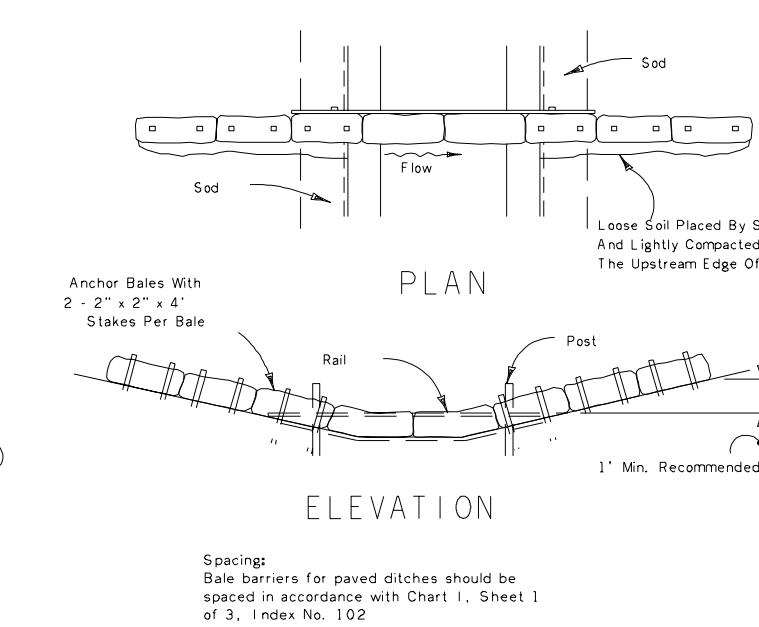 Sod
Flow
Sod
Loose Soil Placed By
And Lightly Compacted
The Upstream Edge Of
PLAN
Anchor Bales With
2 - 2" x 2" x 4'
Stakes Per Bale
Rail
Post
1' Min. Recommended
ELEVATION
Spacing:
Bale barriers for paved ditches should be
spaced in accordance with Chart I, Sheet 1
of 3, Index No. 102